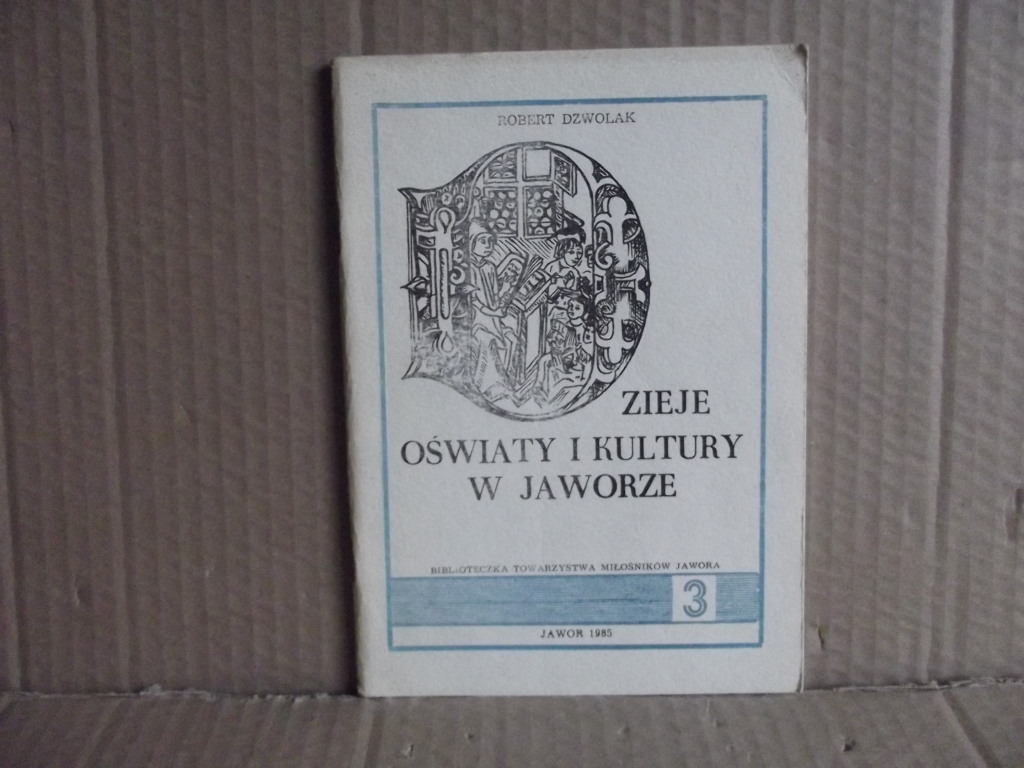 ROBERT DZWOLAK
DZIEJE
OŚWIATY I KULTURY
W JAWORZE
BIBLIOTECZKA TOWARZYSTWA MIŁOŚNIKÓW JAWORA
3
JAWOR 1985